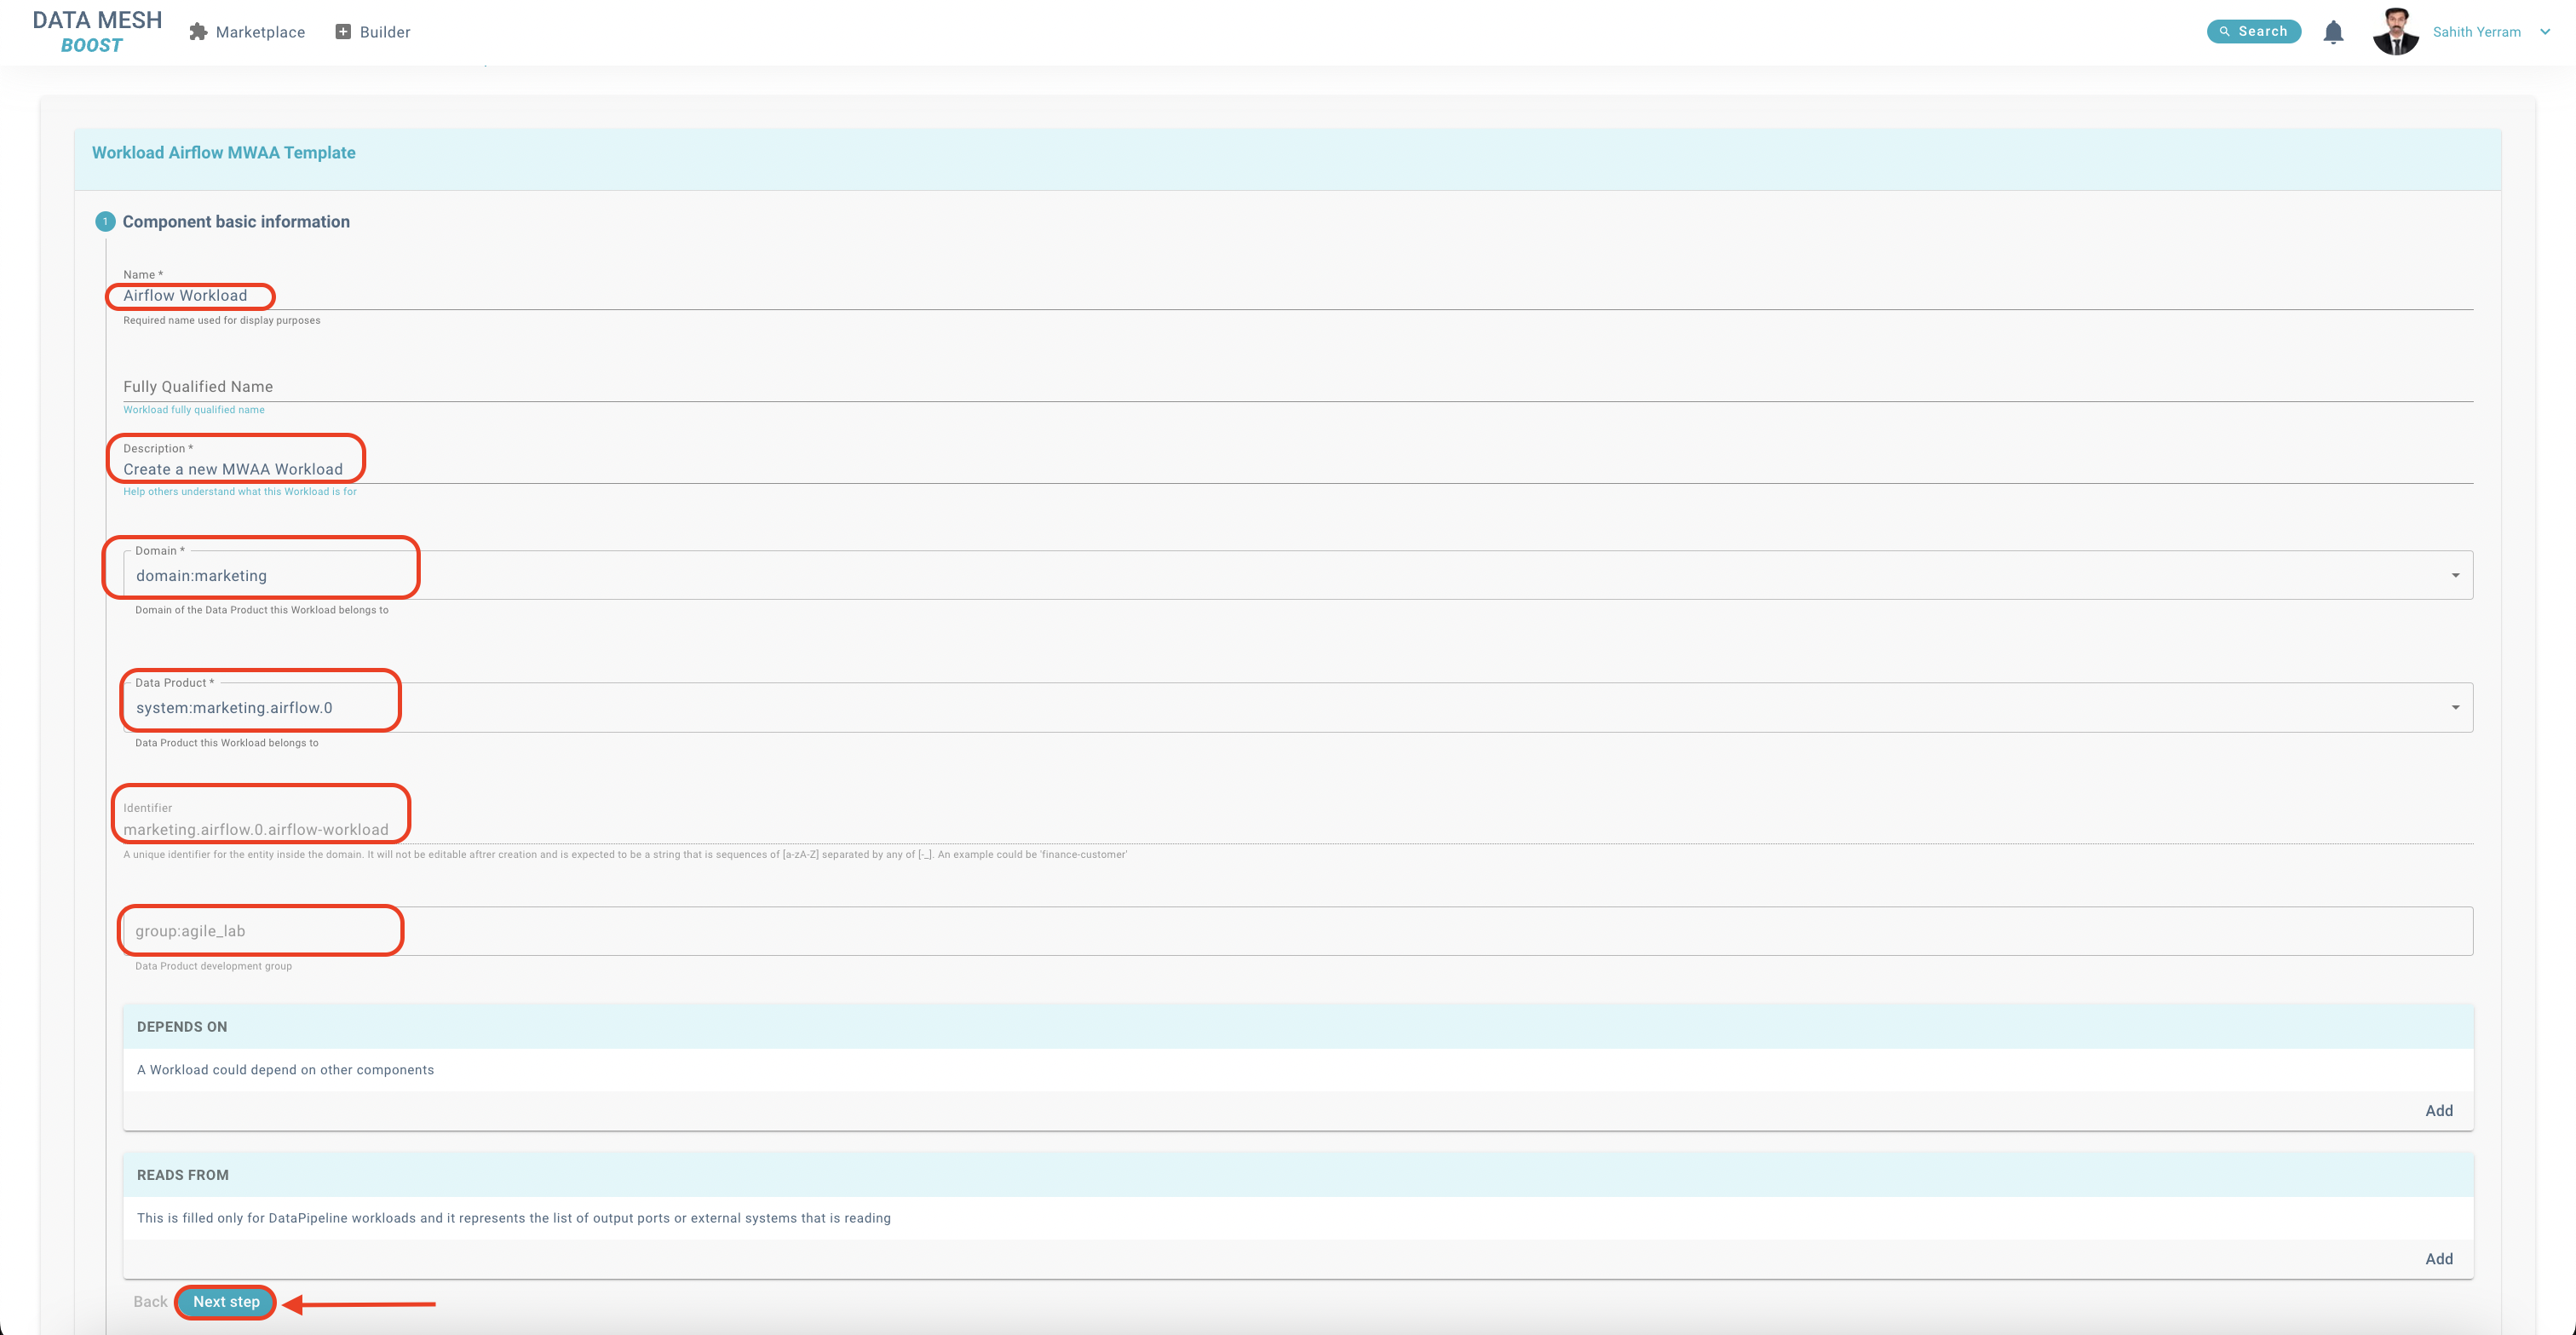 DATA MESH
BOOST
Marketplace
Builder
Search
Sahith Yerram
Workload Airflow MWAA Template
1 Component basic information
Name *
Airflow Workload
Required name used for display purposes
Fully Qualified Name
Workload fully qualified name
Description *
Create a new MWAA Workload
Help others understand what this Workload is for
Domain *
domain:marketing
Domain of the Data Product this Workload belongs to
Data Product *
system:marketing.airflow.0
Data Product this Workload belongs to
Identifier
marketing.airflow.0.airflow-workload
A unique identifier for the entity inside the domain. It will not be editable aftrer creation and is expected to be a string that is sequences of [a-zA-Z] separated by any of [-_]. An example could be 'finance-customer'
group:agile_lab
Data Product development group
DEPENDS ON
A Workload could depend on other components
Add
READS FROM
This is filled only for DataPipeline workloads and it represents the list of output ports or external systems that is reading
Add
Back
Next step